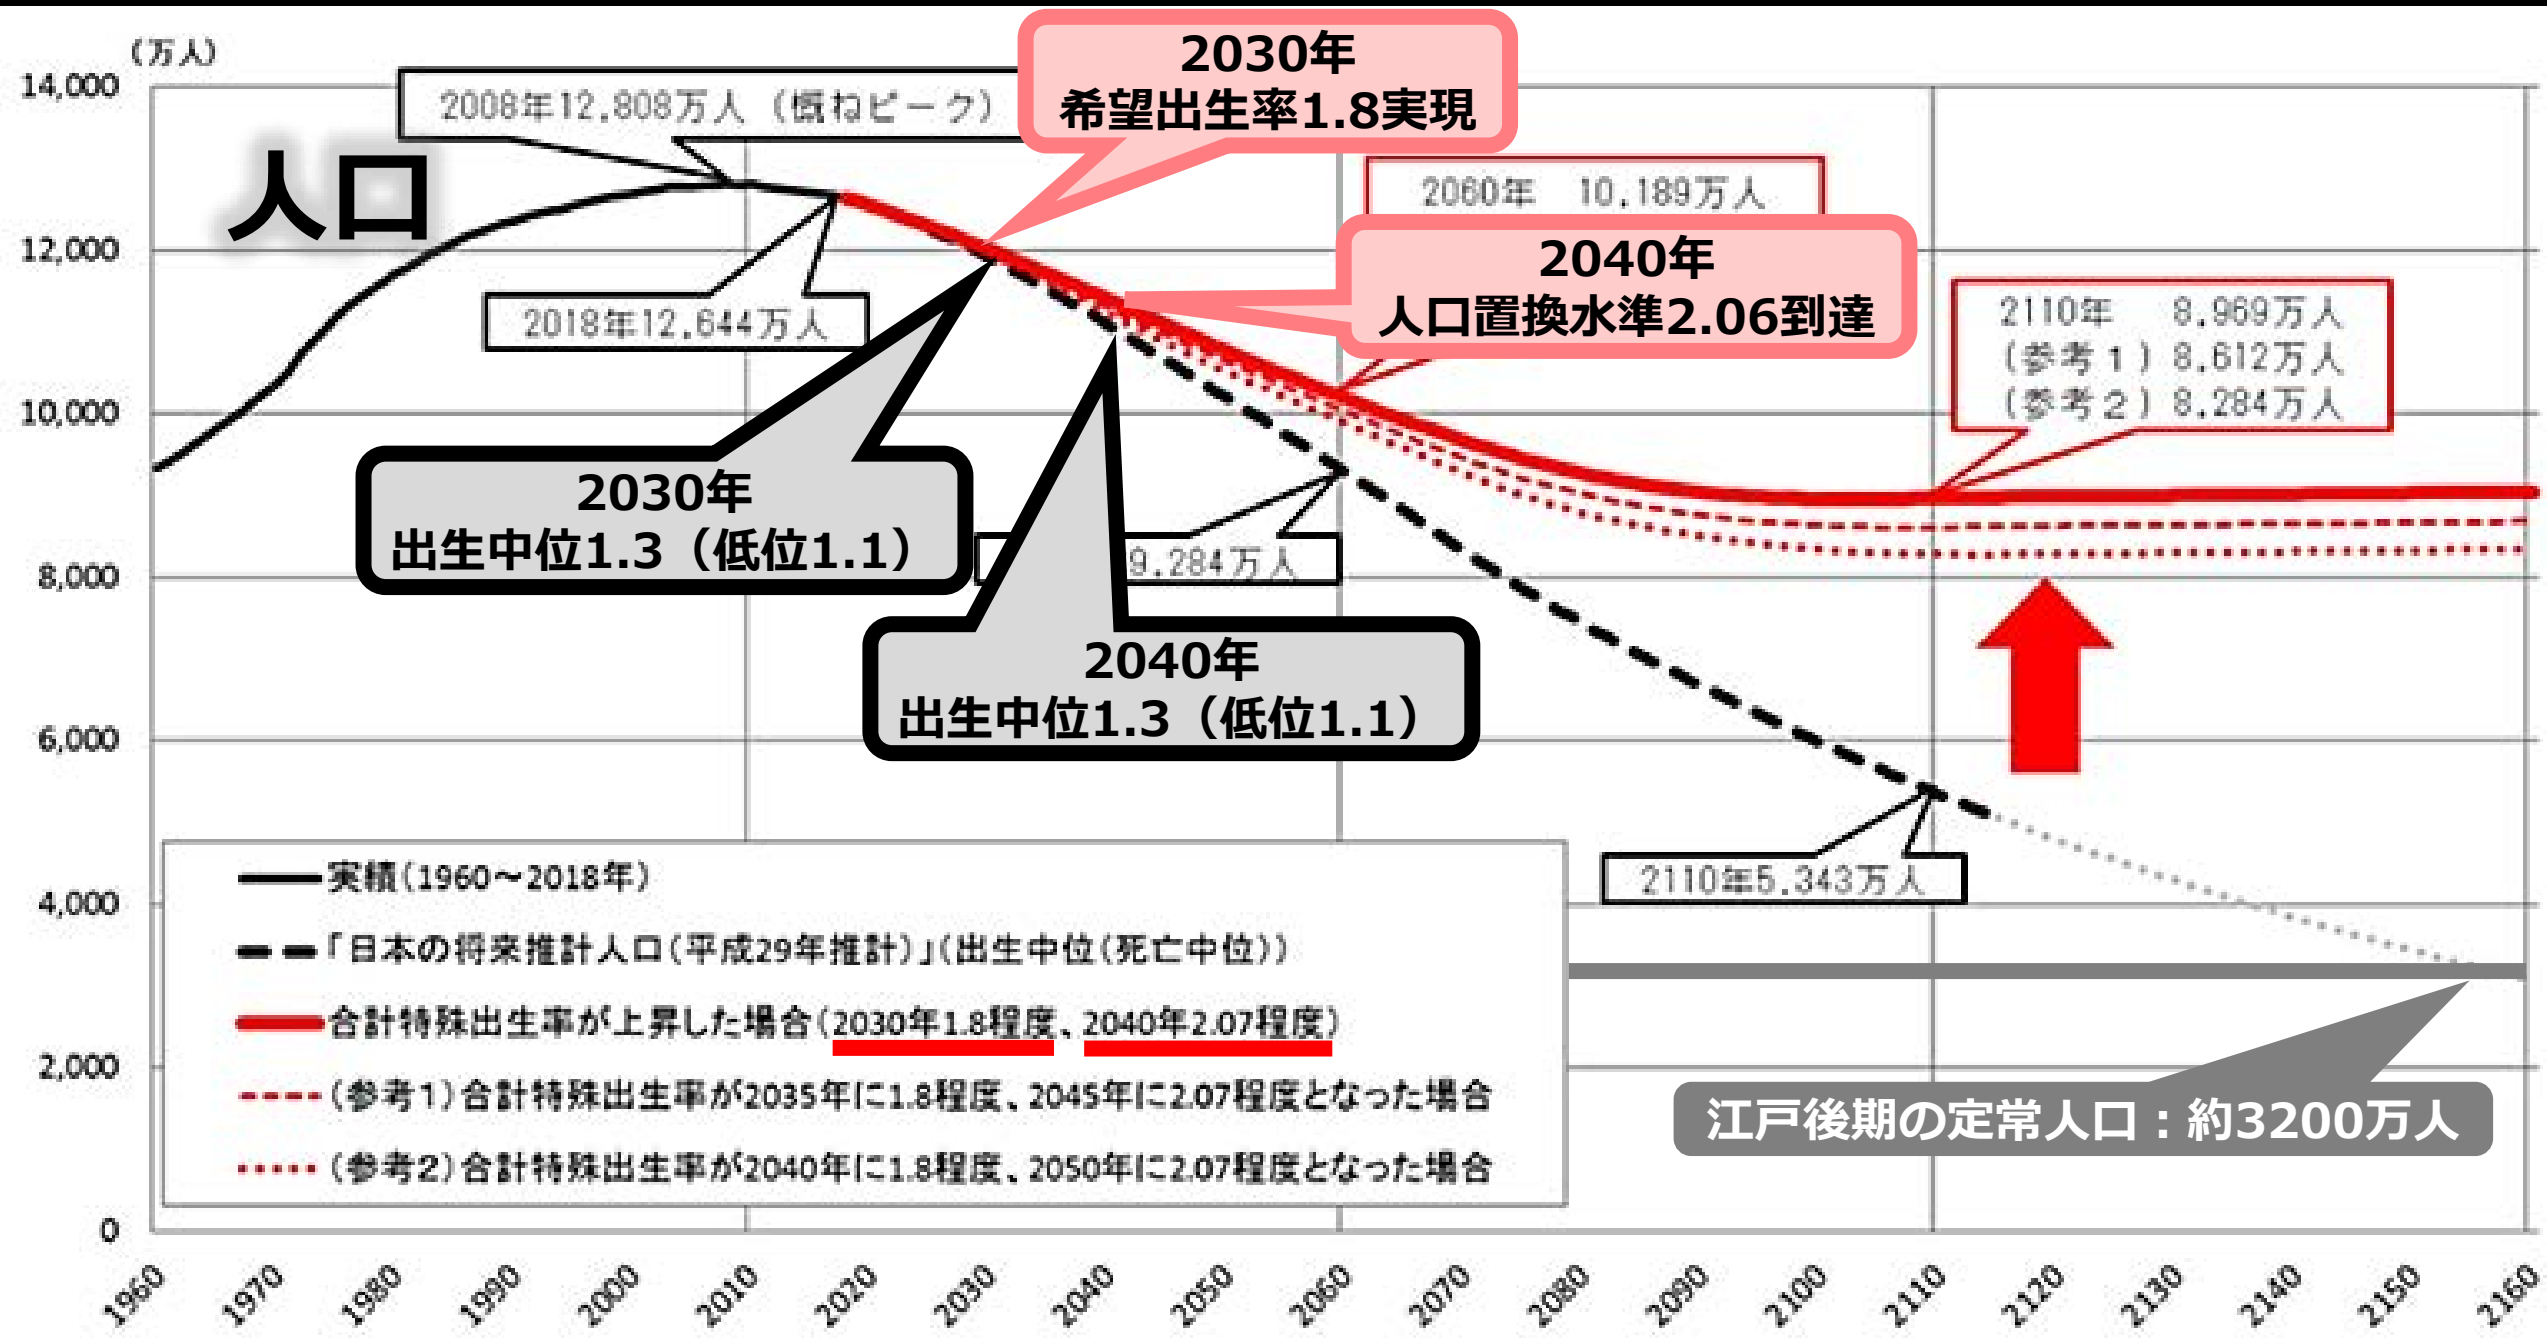 (万人)
14,000
12,000
10,000
8,000
6,000
4,000
2,000
0
人口
2008年12,808万人（概ねピーク）
2030年
希望出生率1.8実現
2060年 10,189万人
2040年
人口置換水準2.06到達
2018年12,644万人
2110年 8,969万人
(参考１) 8,612万人
(参考２) 8,284万人
2030年
出生中位1.3（低位1.1）
9,284万人
2040年
出生中位1.3（低位1.1）
2110年5,343万人
実績(1960～2018年)
「日本の将来推計人口(平成29年推計)」(出生中位(死亡中位))
合計特殊出生率が上昇した場合(2030年1.8程度、2040年2.07程度)
(参考1)合計特殊出生率が2035年に1.8程度、2045年に2.07程度となった場合
(参考2)合計特殊出生率が2040年に1.8程度、2050年に2.07程度となった場合
江戸後期の定常人口：約3200万人
1960
1970
1980
1990
2000
2010
2020
2030
2040
2050
2060
2070
2080
2090
2100
2110
2120
2130
2140
2150
2160